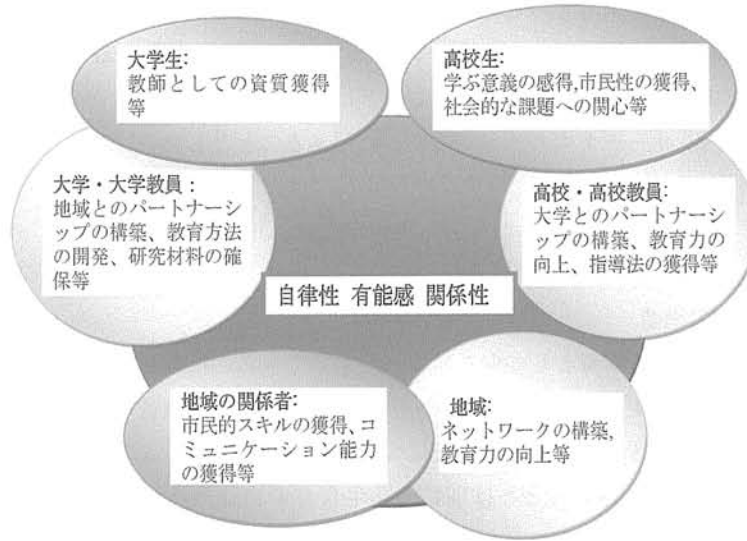 大学生:
教師としての資質獲得
等
高校生:
学ぶ意義の感得,市民性の獲得、
社会的な課題への関心等
大学・大学教員:
地域とのパートナーシ
ップの構築、教育方法
の開発、研究材料の確
保等
高校・高校教員:
大学とのパートナーシ
ップの構築、教育力の
向上、指導法の獲得等
自律性 有能感 関係性
地域の関係者:
市民的スキルの獲得、コ
ミュニケーション能力
の獲得等
地域:
ネットワークの構築,
教育力の向上等